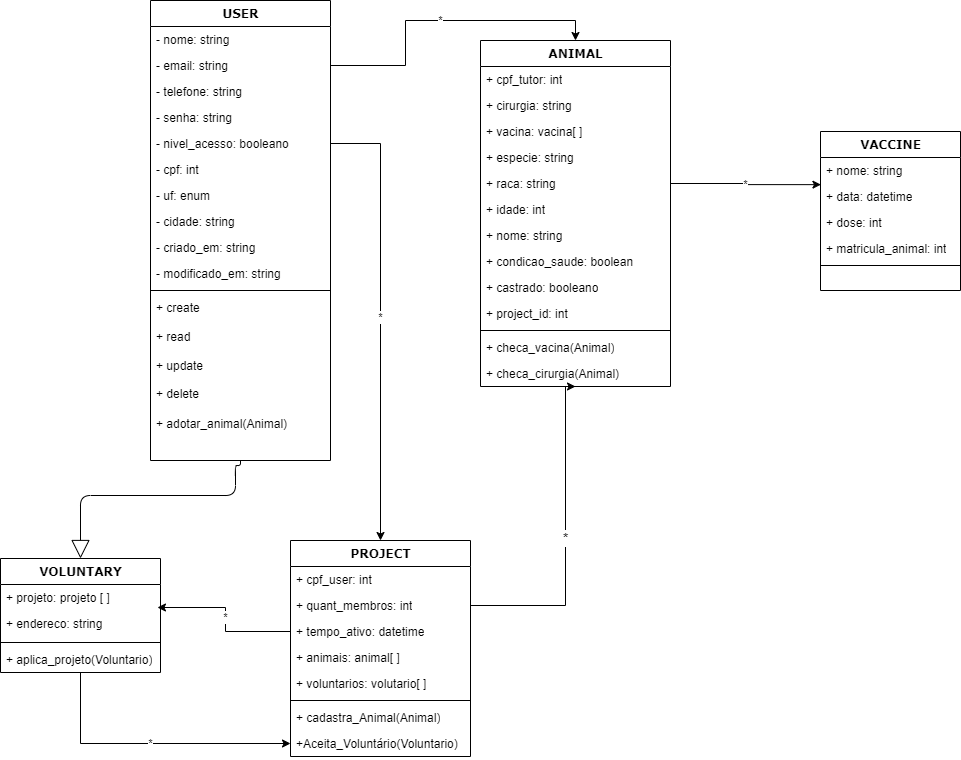 USER
- nome: string
- email: string
- telefone: string
- senha: string
- nivel_acesso: booleano
- cpf: int
- uf: enum
- cidade: string
- criado_em: string
- modificado_em: string
+ create
+ read
+ update
+ delete
+ adotar_animal(Animal)
*
ANIMAL
+ cpf_tutor: int
+ cirurgia: string
+ vacina: vacina[ ]
+ especie: string
+ raca: string
+ idade: int
+ nome: string
+ condicao_saude: boolean
+ castrado: booleano
+ project_id: int
+ checa_vacina(Animal)
+ checa_cirurgia(Animal)
*
VACCINE
+ nome: string
+ data: datetime
+ dose: int
+ matricula_animal: int
*
VOLUNTARY
+ projeto: projeto [ ]
+ endereco: string
+ aplica_projeto(Voluntario)
*
*
PROJECT
+ cpf_user: int
+ quant_membros: int
+ tempo_ativo: datetime
+ animais: animal[ ]
+ voluntarios: volutario[ ]
+ cadastra_Animal(Animal)
+Aceita_Voluntário(Voluntario)
*